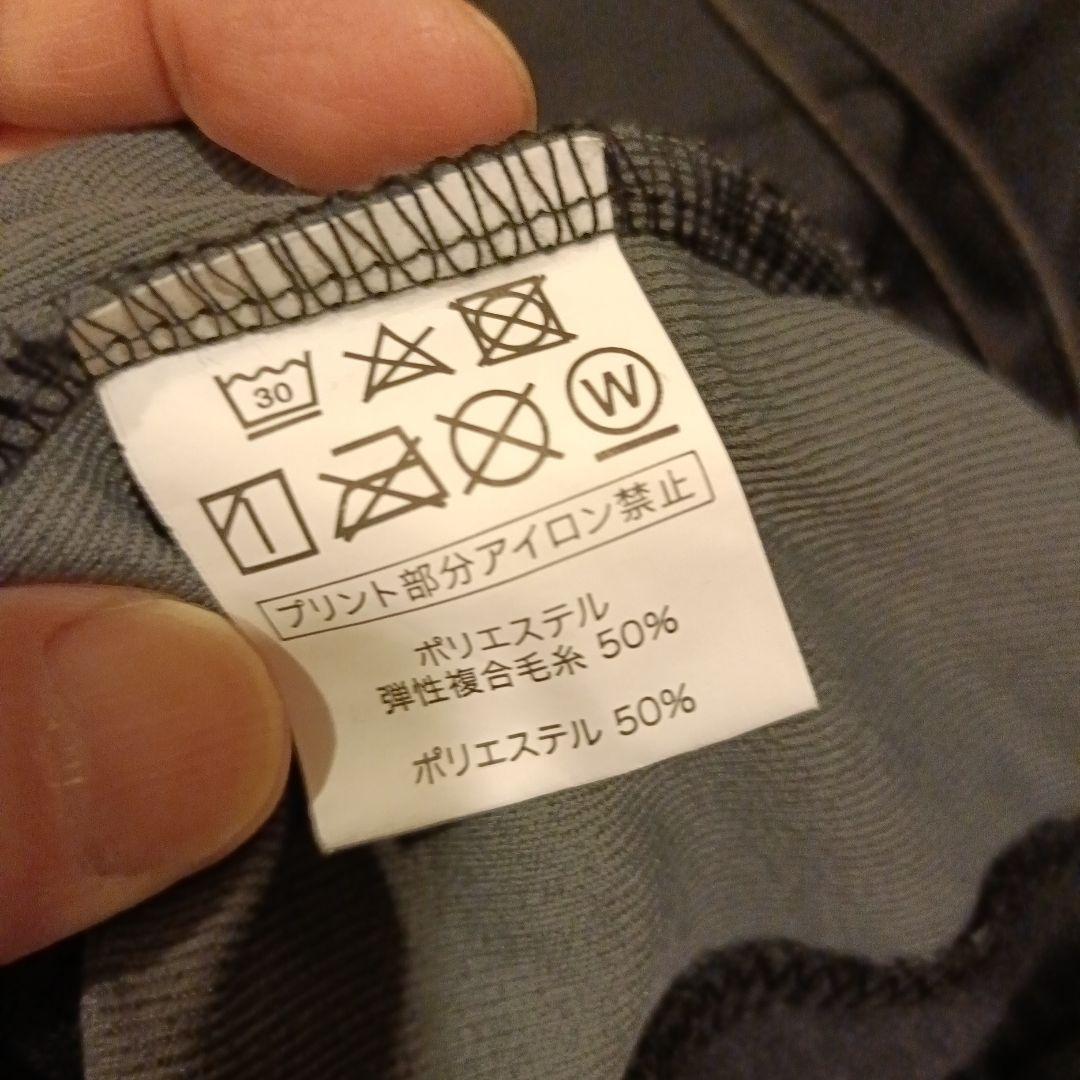 30
W
プリント部分アイロン禁止
ポリエステル
弾性複合毛糸 50%
ポリエステル 50%